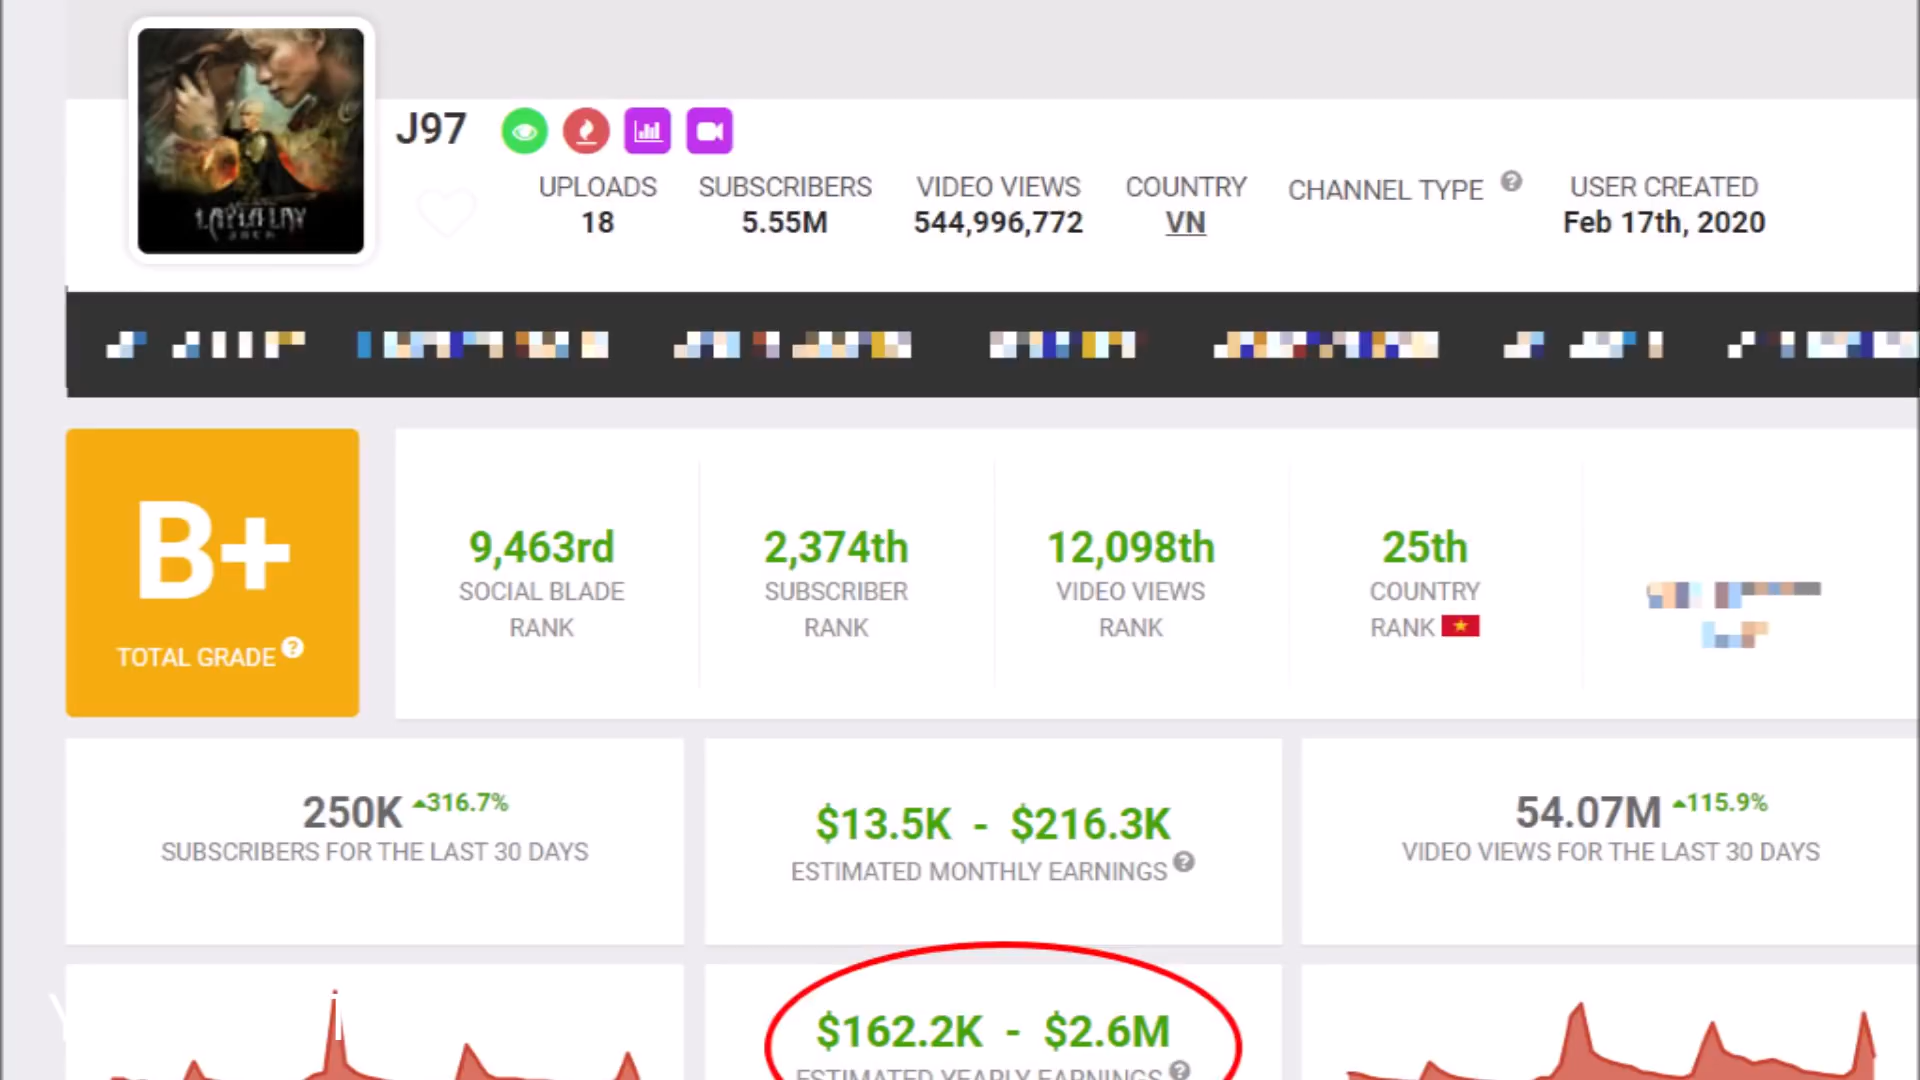 J97
UPLOADS SUBSCRIBERS VIDEO VIEWS COUNTRY CHANNEL TYPE USER CREATED
18 5.55M 544,996,772 VN Feb 17th, 2020
B+
TOTAL GRADE
9,463rd 2,374th 12,098th 25th
SOCIAL BLADE SUBSCRIBER VIDEO VIEWS COUNTRY
RANK RANK RANK RANK
250K 316.7%
SUBSCRIBERS FOR THE LAST 30 DAYS
$13.5K - $216.3K
ESTIMATED MONTHLY EARNINGS
54.07M 115.9%
VIDEO VIEWS FOR THE LAST 30 DAYS
$162.2K - $2.6M
ESTIMATED YEARLY EARNINGS